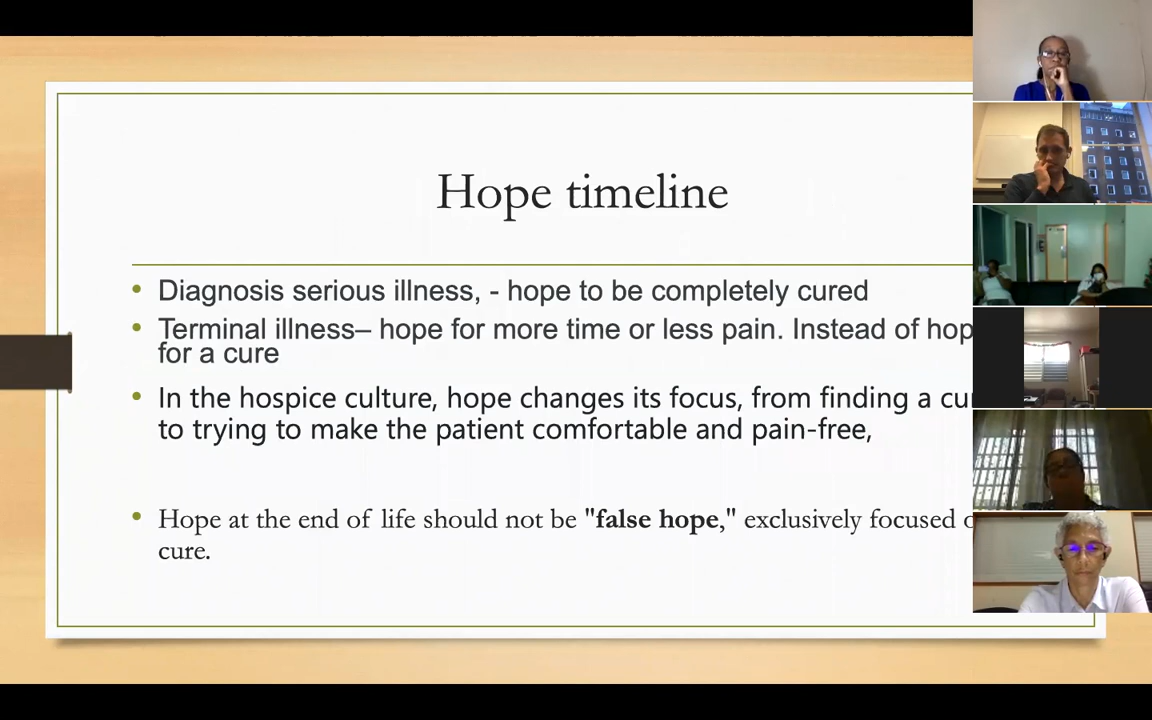 Hope timeline
• Diagnosis serious illness, - hope to be completely cured
• Terminal illness– hope for more time or less pain. Instead of hop
for a cure
• In the hospice culture, hope changes its focus, from finding a cu
to trying to make the patient comfortable and pain-free,
• Hope at the end of life should not be "false hope," exclusively focused
cure.